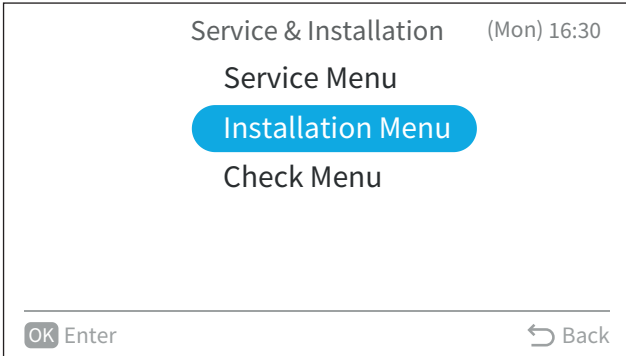 Service & Installation (Mon) 16:30
Service Menu
Installation Menu
Check Menu
OK Enter Back